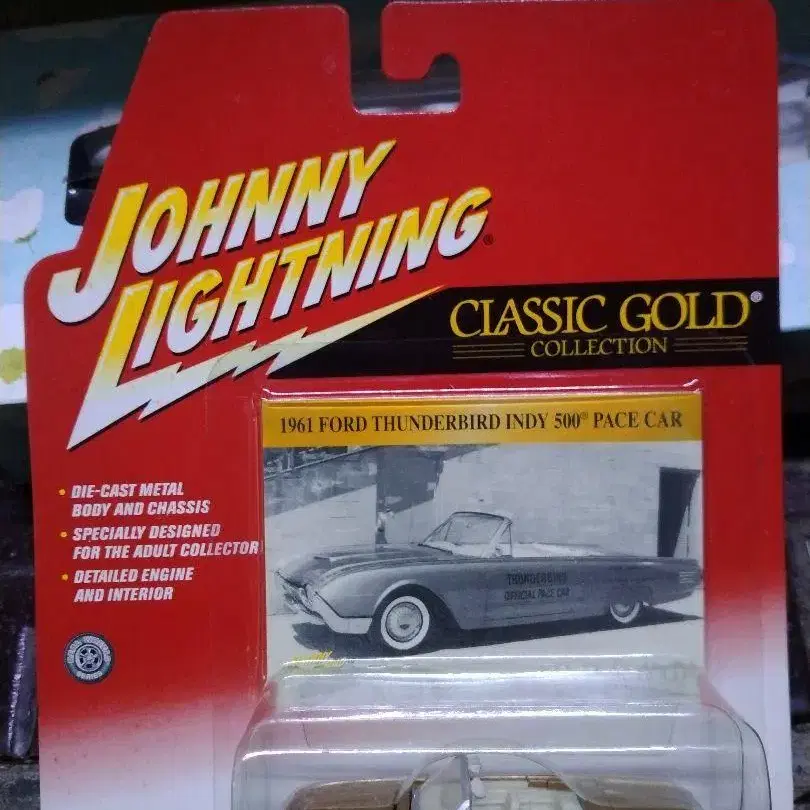 JOHNNY
LIGHTNING®
CLASSIC GOLD®
COLLECTION
1961 FORD THUNDERBIRD INDY 500® PACE CAR
• DIE-CAST METAL
BODY AND CHASSIS
• SPECIALLY DESIGNED
FOR THE ADULT COLLECTOR
• DETAILED ENGINE
AND INTERIOR
THUNDERBIRD
OFFICIAL PACE CAR
SERIES